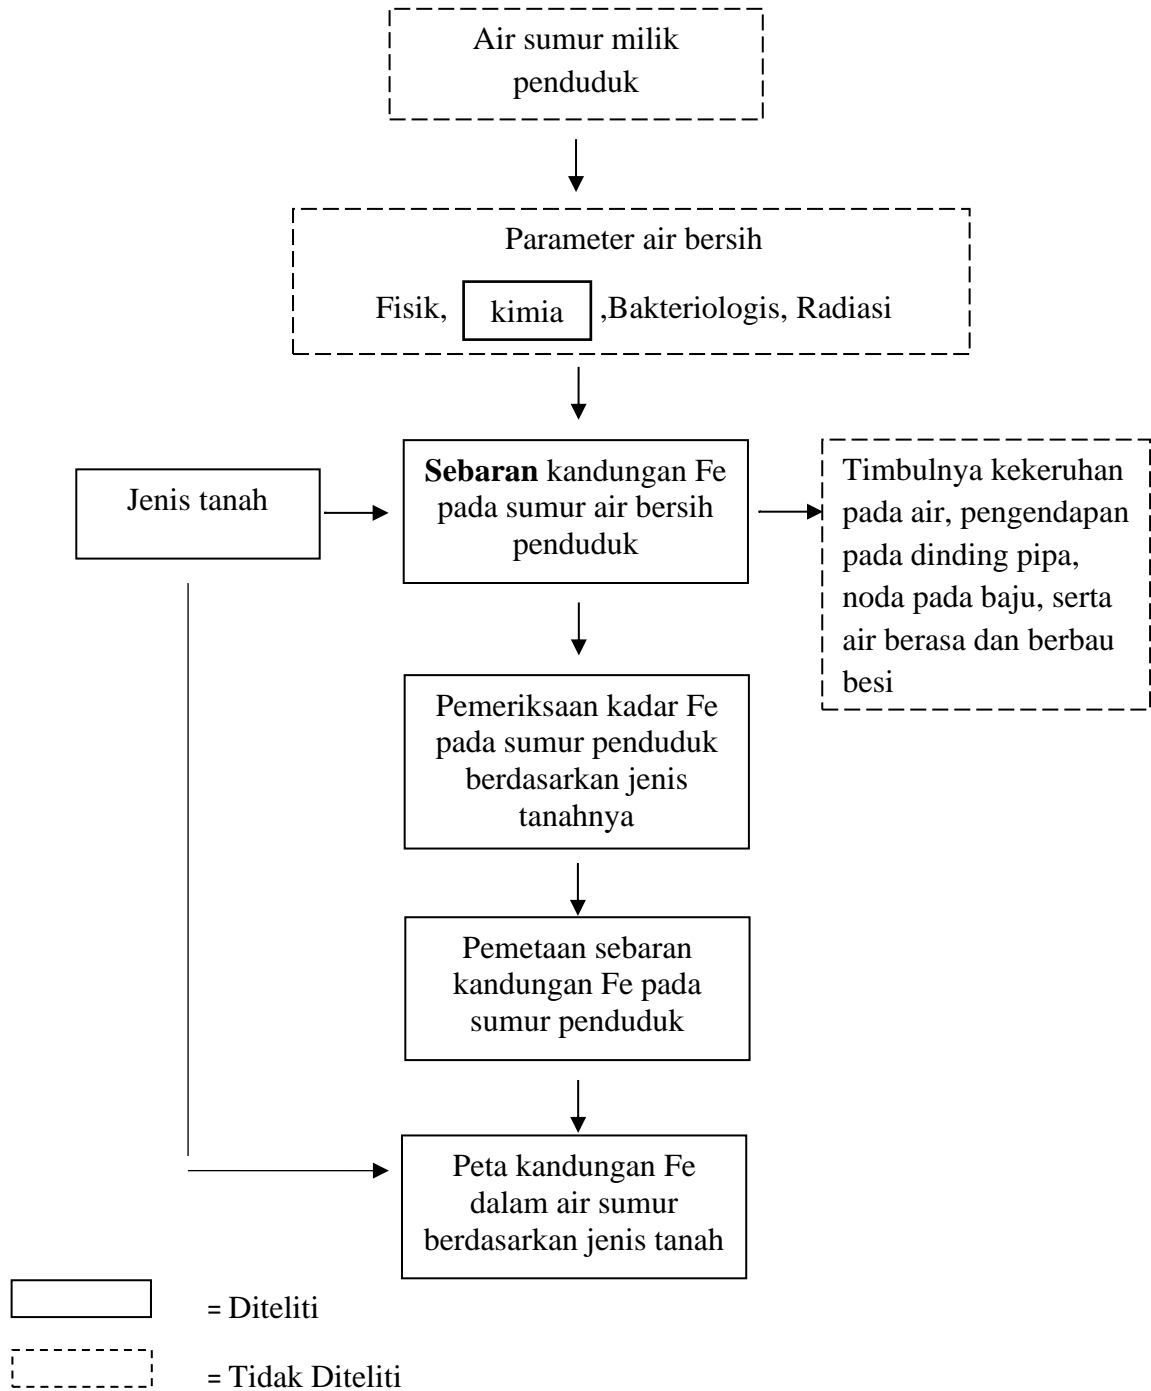 Air sumur milik
penduduk
Parameter air bersih
Fisik, kimia ,Bakteriologis, Radiasi
Jenis tanah
Sebaran kandungan Fe
pada sumur air bersih
penduduk
Timbulnya kekeruhan
pada air, pengendapan
pada dinding pipa,
noda pada baju, serta
air berasa dan berbau
besi
Pemeriksaan kadar Fe
pada sumur penduduk
berdasarkan jenis
tanahnya
Pemetaan sebaran
kandungan Fe pada
sumur penduduk
Peta kandungan Fe
dalam air sumur
berdasarkan jenis tanah
= Diteliti
= Tidak Diteliti